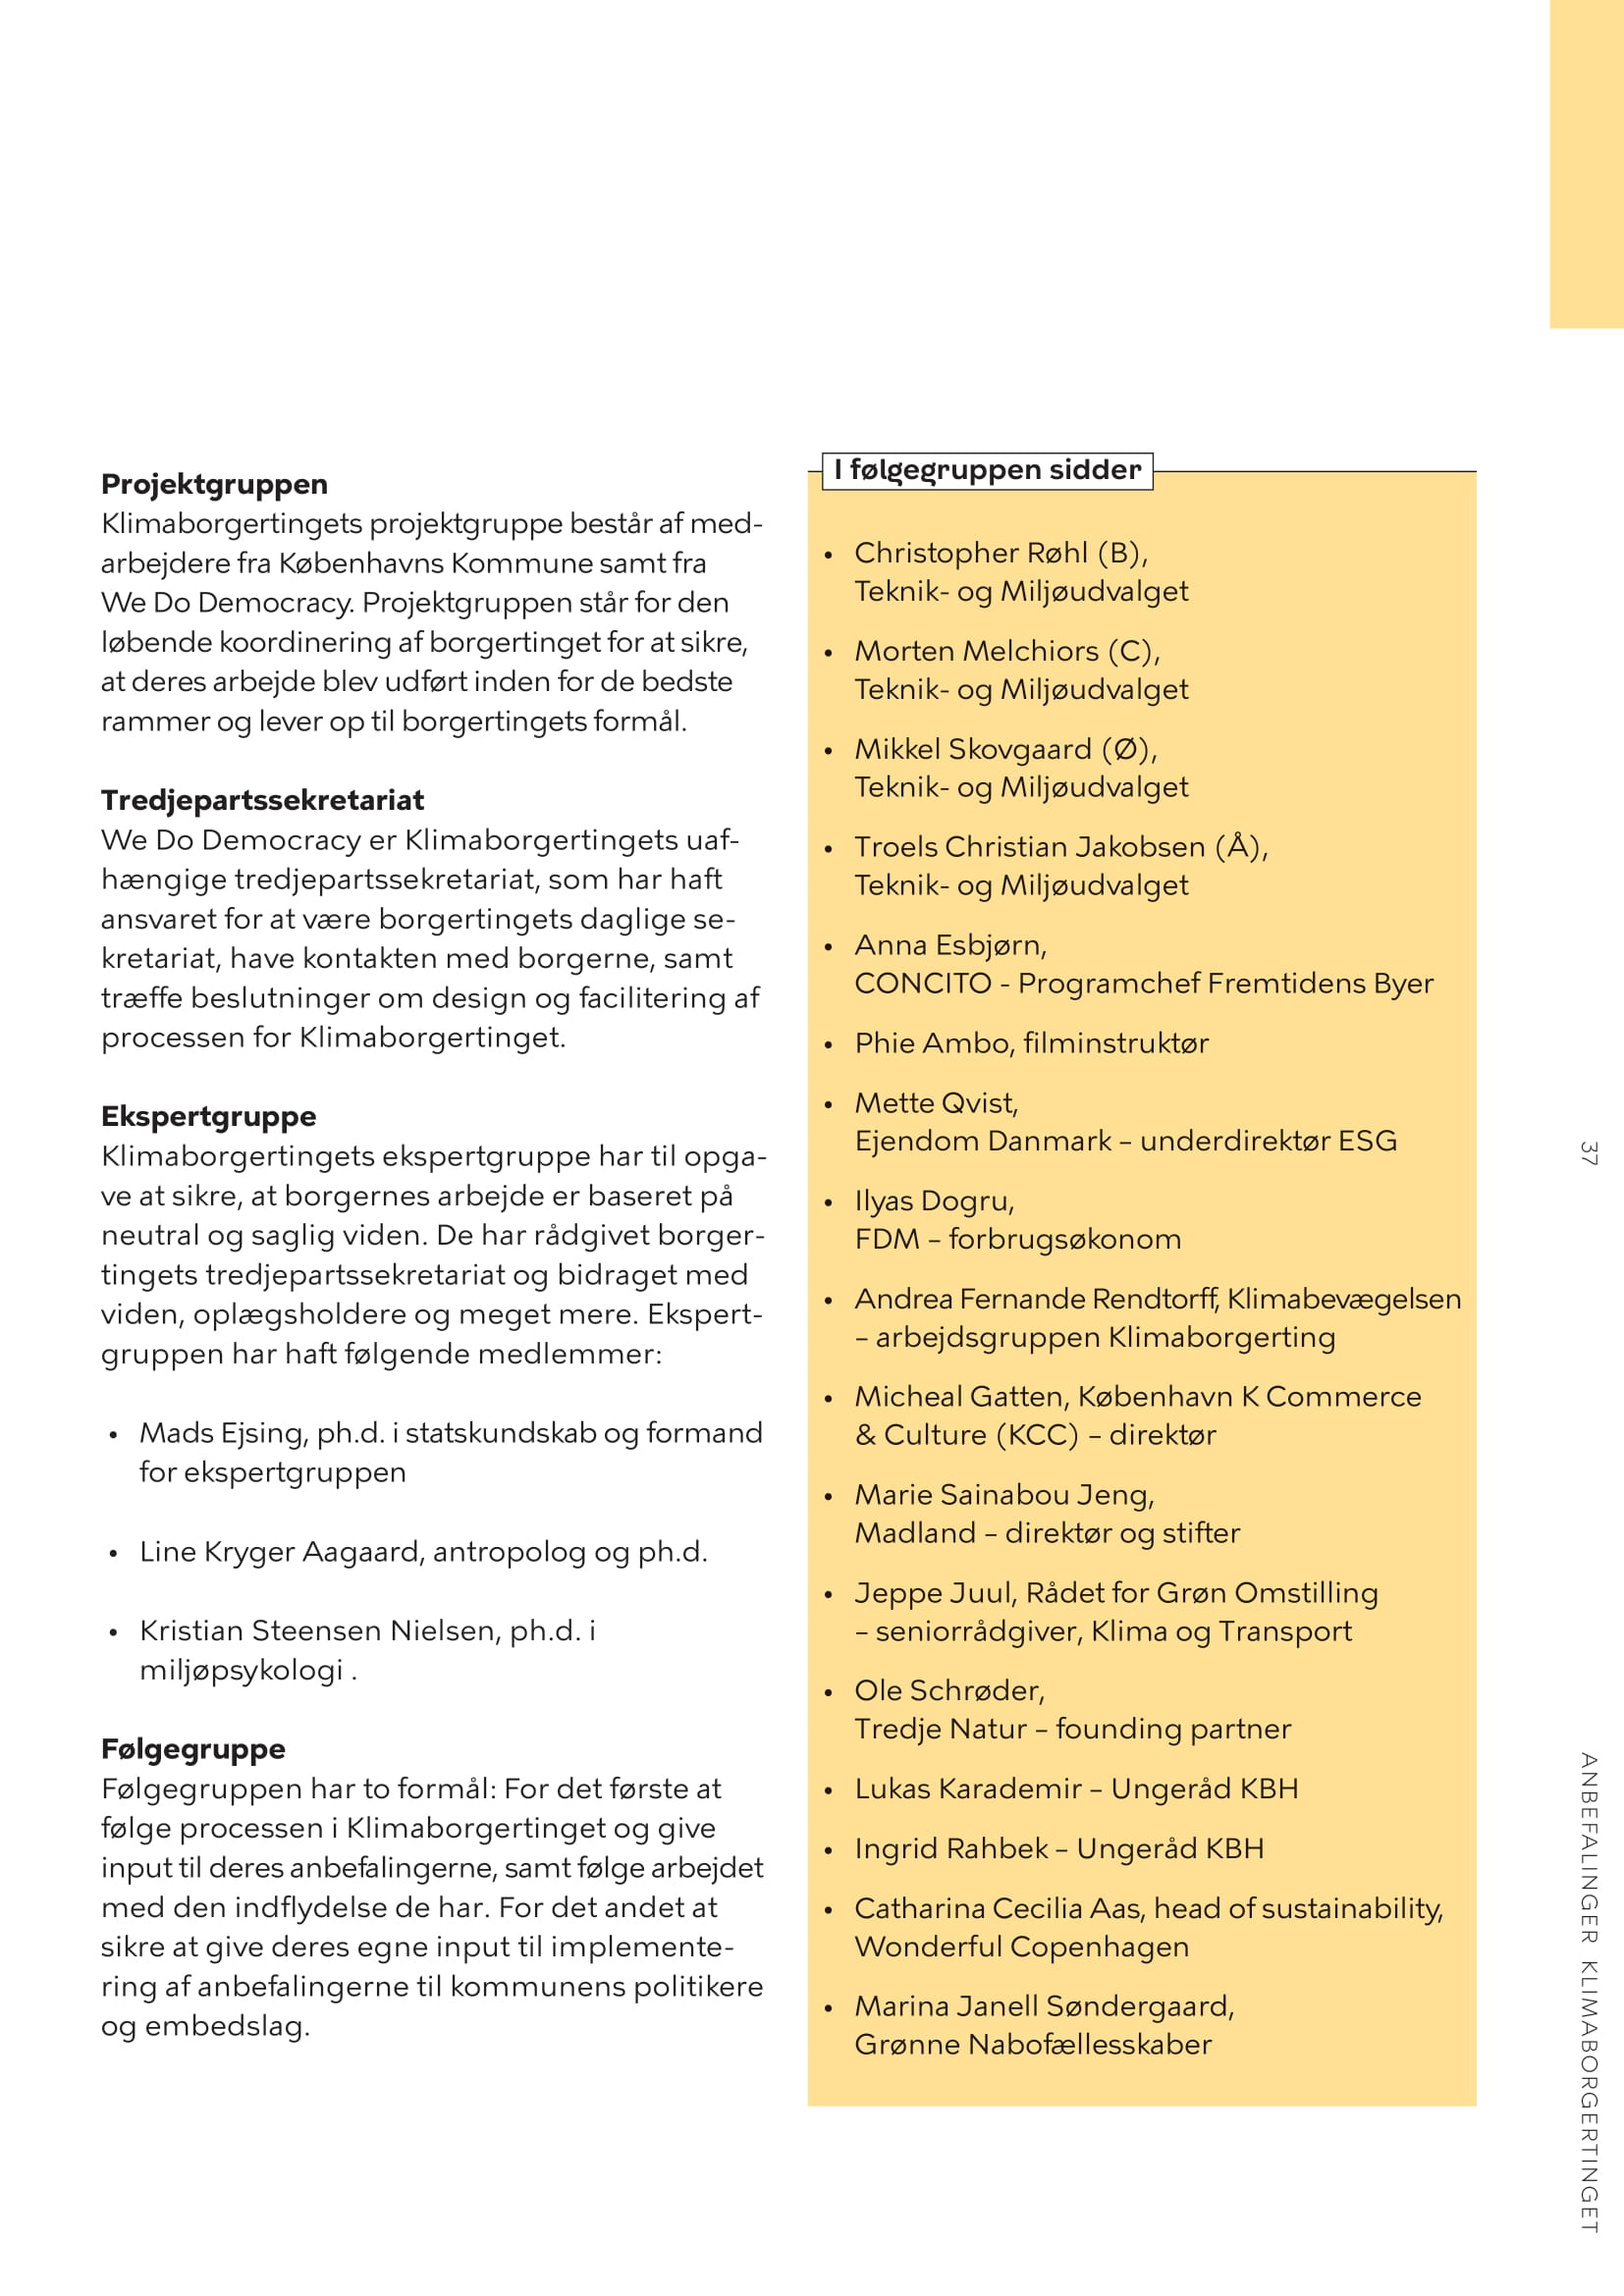 Projektgruppen
Klimaborgertingets projektgruppe består af med-
arbejdere fra Københavns Kommune samt fra
We Do Democracy. Projektgruppen står for den
løbende koordinering af borgertinget for at sikre,
at deres arbejde blev udført inden for de bedste
rammer og lever op til borgertingets formål.
Tredjepartssekretariat
We Do Democracy er Klimaborgertingets uaf-
hængige tredjepartssekretariat, som har haft
ansvaret for at være borgertingets daglige se-
kretariat, have kontakten med borgerne, samt
træffe beslutninger om design og facilitering af
processen for Klimaborgertinget.
Ekspertgruppe
Klimaborgertingets ekspertgruppe har til opga-
ve at sikre, at borgernes arbejde er baseret på
neutral og saglig viden. De har rådgivet borger-
tingets tredjepartssekretariat og bidraget med
viden, oplægsholdere og meget mere. Ekspert-
gruppen har haft følgende medlemmer:
• Mads Ejsing, ph.d. i statskundskab og formand
for ekspertgruppen
• Line Kryger Aagaard, antropolog og ph.d.
• Kristian Steensen Nielsen, ph.d. i
miljøpsykologi .
Følgegruppe
Følgegruppen har to formål: For det første at
følge processen i Klimaborgertinget og give
input til deres anbefalingerne, samt følge arbejdet
med den indflydelse de har. For det andet at
sikre at give deres egne input til implemente-
ring af anbefalingerne til kommunens politikere
og embedslag.
I følgegruppen sidder
• Christopher Røhl (B),
Teknik- og Miljøudvalget
• Morten Melchiors (C),
Teknik- og Miljøudvalget
• Mikkel Skovgaard (Ø),
Teknik- og Miljøudvalget
• Troels Christian Jakobsen (Å),
Teknik- og Miljøudvalget
• Anna Esbjørn,
CONCITO - Programchef Fremtidens Byer
• Phie Ambo, filminstruktør
• Mette Qvist,
Ejendom Danmark – underdirektør ESG
• Ilyas Dogru,
FDM – forbrugsøkonom
• Andrea Fernande Rendtorff, Klimabevægelsen
– arbejdsgruppen Klimaborgerting
• Micheal Gatten, København K Commerce
& Culture (KCC) – direktør
• Marie Sainabou Jeng,
Madland – direktør og stifter
• Jeppe Juul, Rådet for Grøn Omstilling
– seniorrådgiver, Klima og Transport
• Ole Schrøder,
Tredje Natur – founding partner
• Lukas Karademir – Ungeråd KBH
• Ingrid Rahbek – Ungeråd KBH
• Catharina Cecilia Aas, head of sustainability,
Wonderful Copenhagen
• Marina Janell Søndergaard,
Grønne Nabofællesskaber
37
ANBEFALINGER KLIMABORGERTINGET